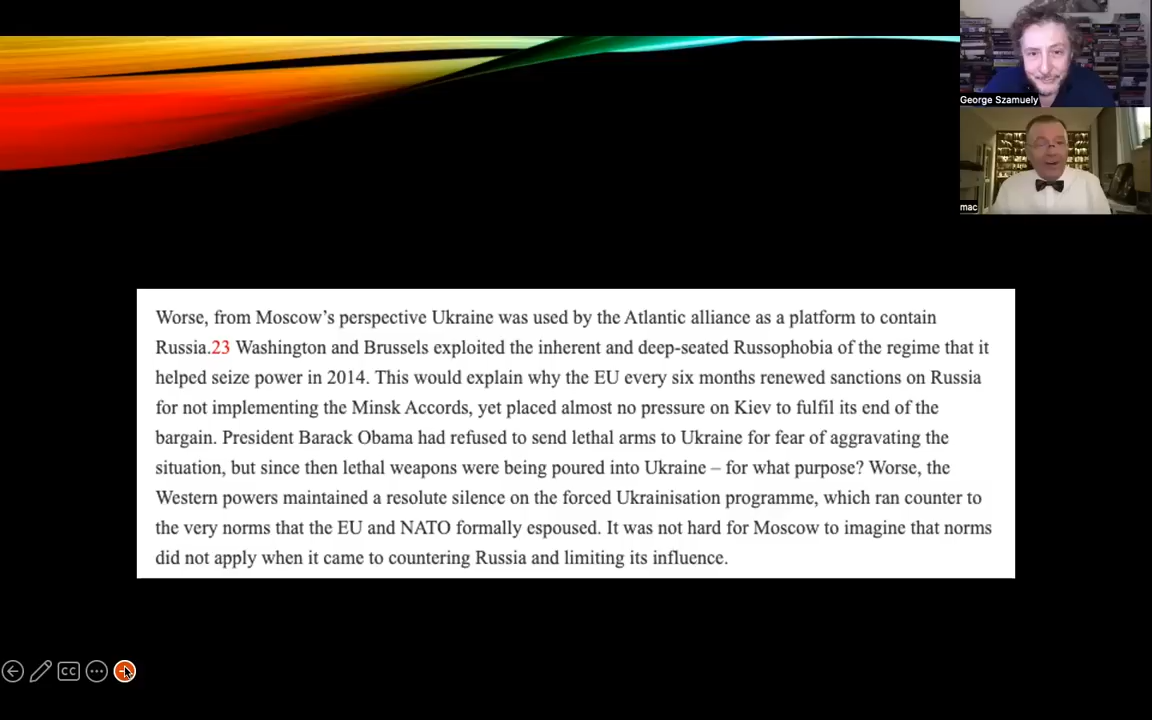 George Szamuely
mac
Worse, from Moscow’s perspective Ukraine was used by the Atlantic alliance as a platform to contain
Russia.23 Washington and Brussels exploited the inherent and deep-seated Russophobia of the regime that it
helped seize power in 2014. This would explain why the EU every six months renewed sanctions on Russia
for not implementing the Minsk Accords, yet placed almost no pressure on Kiev to fulfil its end of the
bargain. President Barack Obama had refused to send lethal arms to Ukraine for fear of aggravating the
situation, but since then lethal weapons were being poured into Ukraine – for what purpose? Worse, the
Western powers maintained a resolute silence on the forced Ukrainisation programme, which ran counter to
the very norms that the EU and NATO formally espoused. It was not hard for Moscow to imagine that norms
did not apply when it came to countering Russia and limiting its influence.
CC